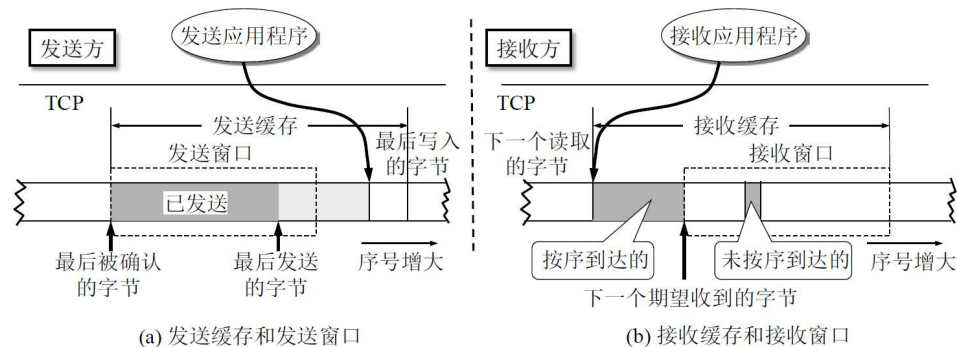 发送方
发送应用程序
TCP
发送缓存
最后写入
的字节
发送窗口
已发送
最后被确认
的字节
最后发送
的字节
序号增大
(a) 发送缓存和发送窗口
接收方
接收应用程序
TCP
下一个读取
的字节
接收缓存
接收窗口
按序到达的
未按序到达的
序号增大
下一个期望收到的字节
(b) 接收缓存和接收窗口